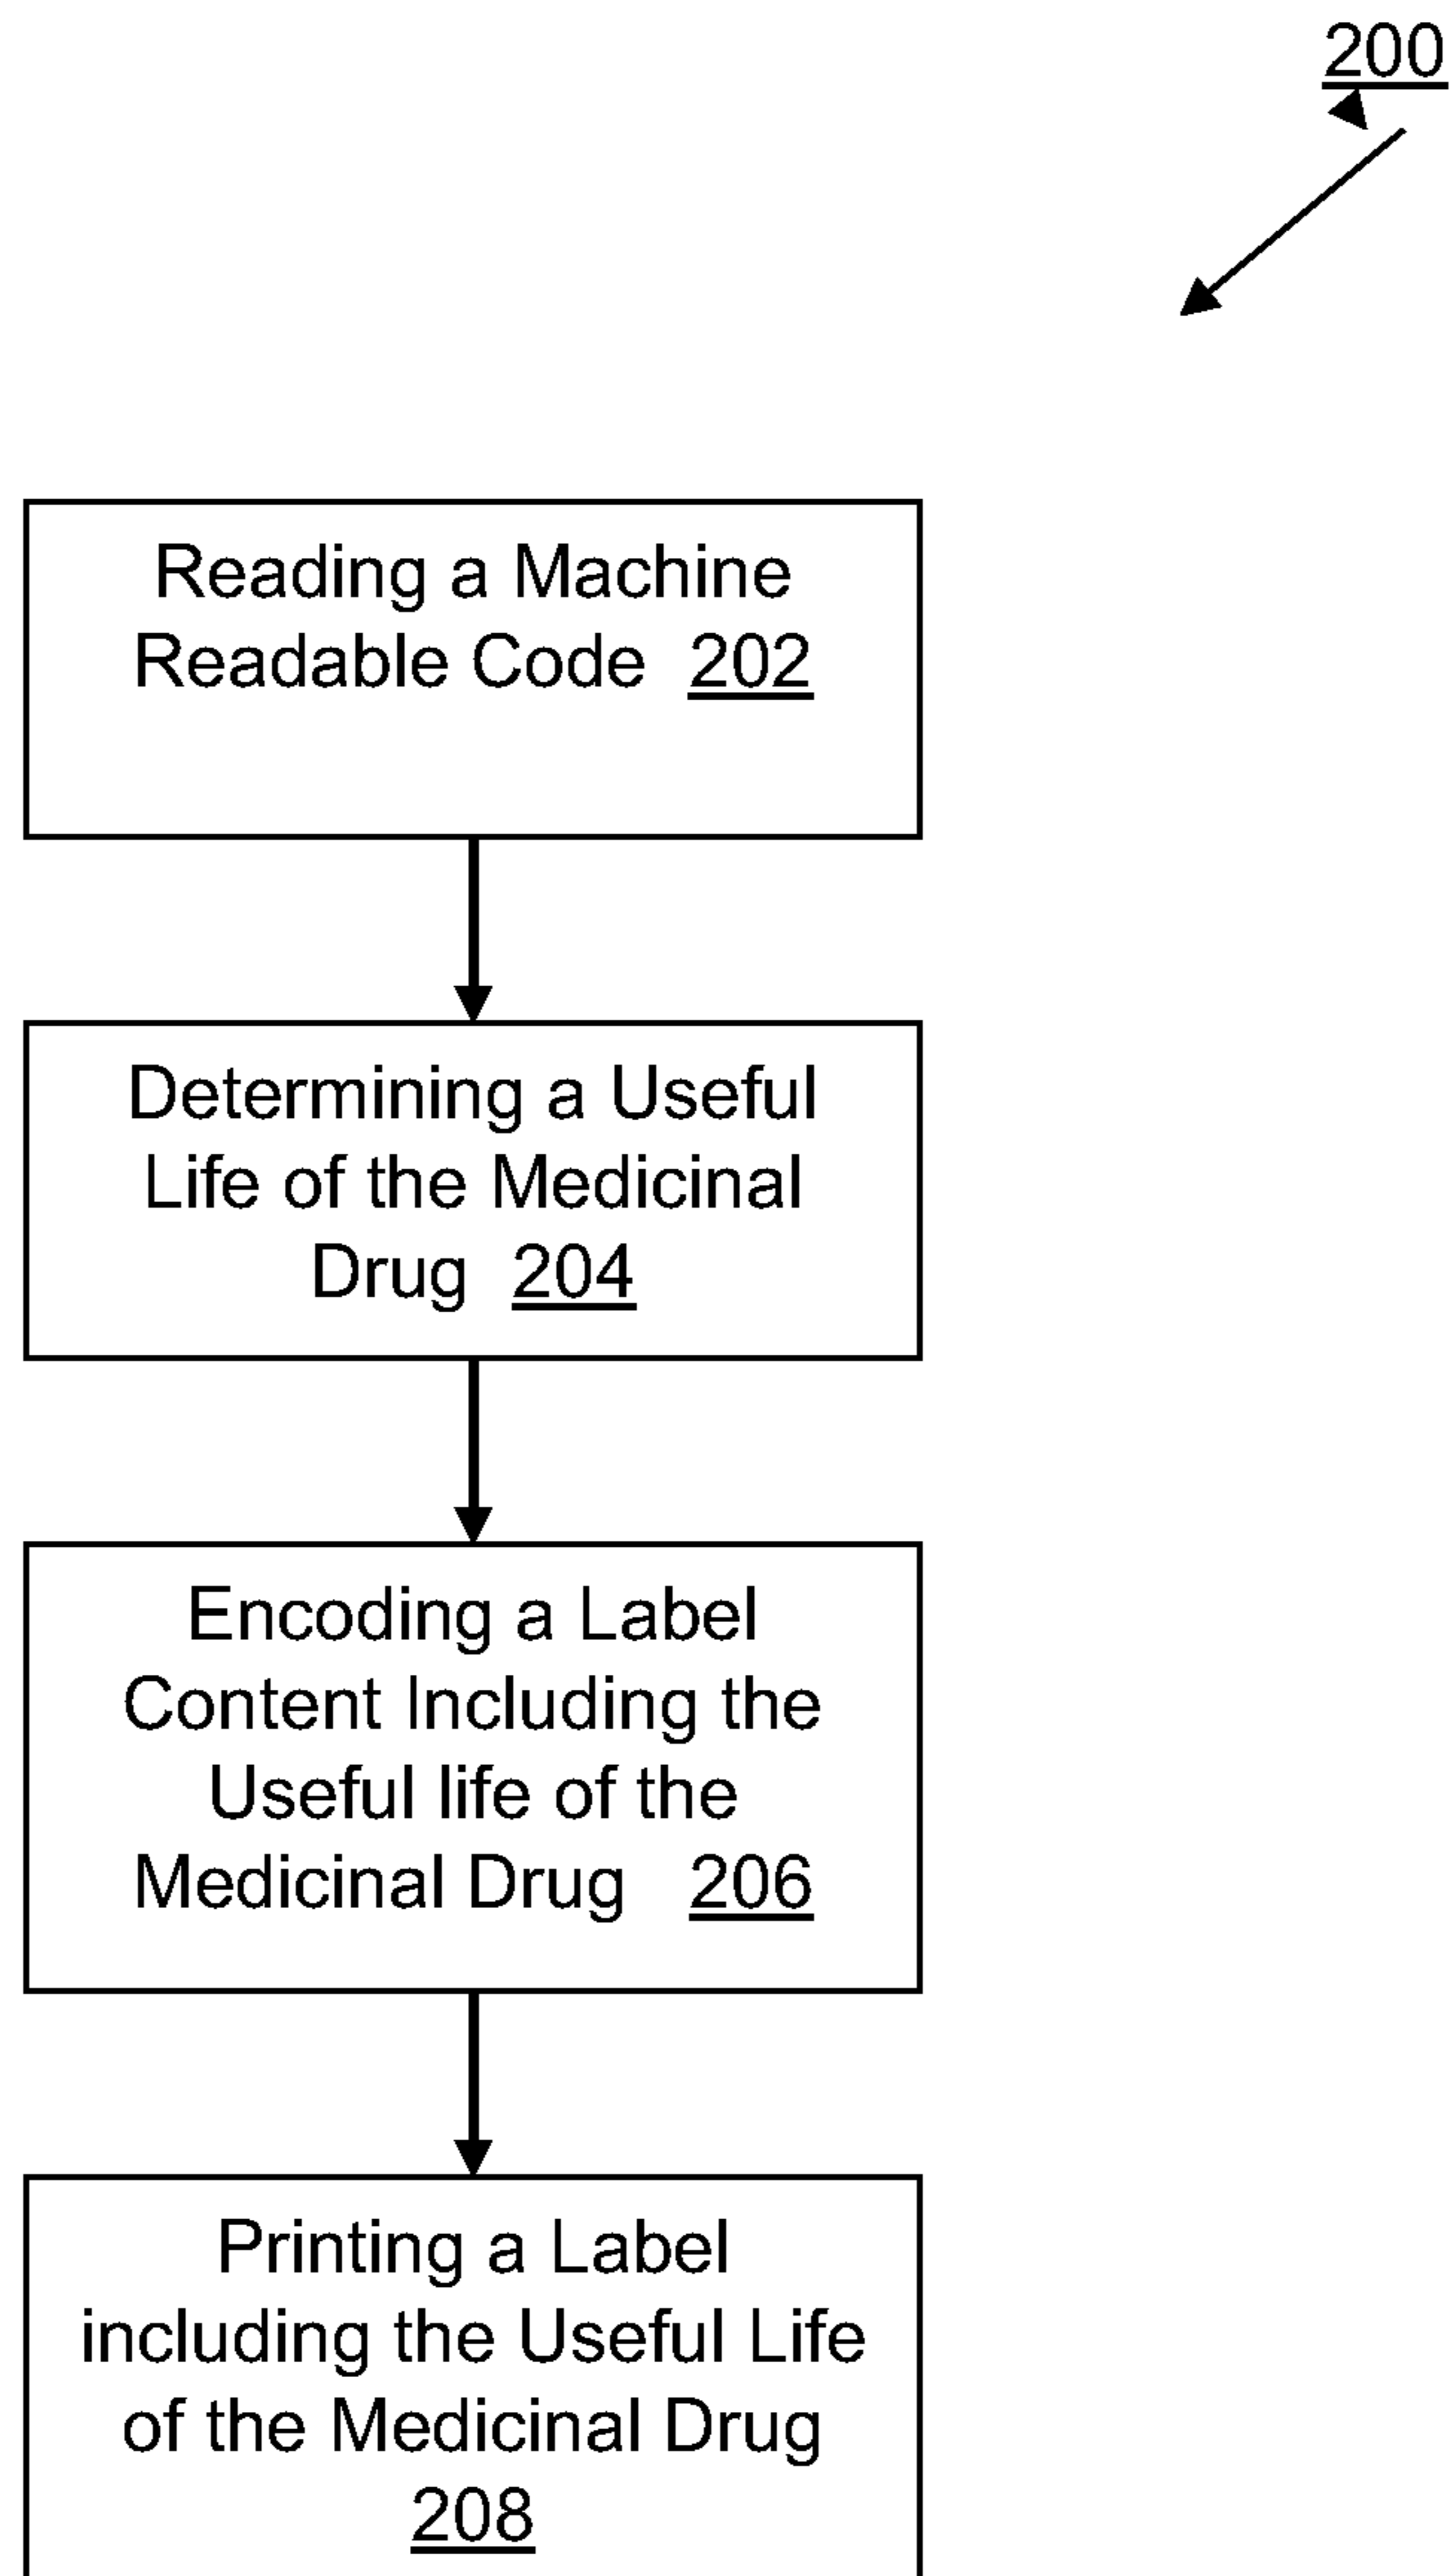 200
Reading a Machine
Readable Code 202
Determining a Useful
Life of the Medicinal
Drug 204
Encoding a Label
Content Including the
Useful life of the
Medicinal Drug 206
Printing a Label
including the Useful Life
of the Medicinal Drug
208